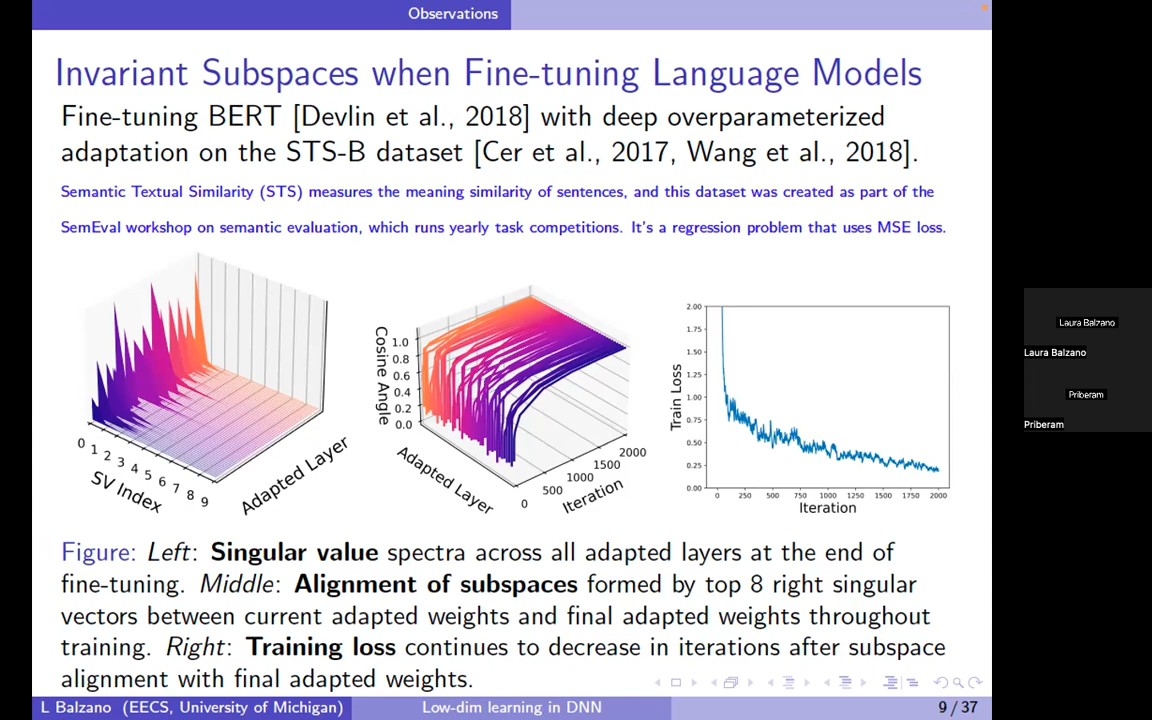 Observations
Invariant Subspaces when Fine-tuning Language Models
Fine-tuning BERT [Devlin et al., 2018] with deep overparameterized
adaptation on the STS-B dataset [Cer et al., 2017, Wang et al., 2018].
Semantic Textual Similarity (STS) measures the meaning similarity of sentences, and this dataset was created as part of the
SemEval workshop on semantic evaluation, which runs yearly task competitions. It's a regression problem that uses MSE loss.
0 1 2 3 4 5 6 7 8 9
SV Index
Adapted Layer
Cosine Angle
1.0
0.8
0.6
0.4
0.2
0.0
Adapted Layer
0 500 1000 1500 2000
Iteration
Train Loss
2.00
1.75
1.50
1.25
1.00
0.75
0.50
0.25
0.00
0 250 500 750 1000 1250 1500 1750 2000
Iteration
Figure: Left: Singular value spectra across all adapted layers at the end of
fine-tuning. Middle: Alignment of subspaces formed by top 8 right singular
vectors between current adapted weights and final adapted weights throughout
training. Right: Training loss continues to decrease in iterations after subspace
alignment with final adapted weights.
L Balzano (EECS, University of Michigan) Low-dim learning in DNN 9 / 37
Laura Balzano
Laura Balzano
Priberam
Priberam